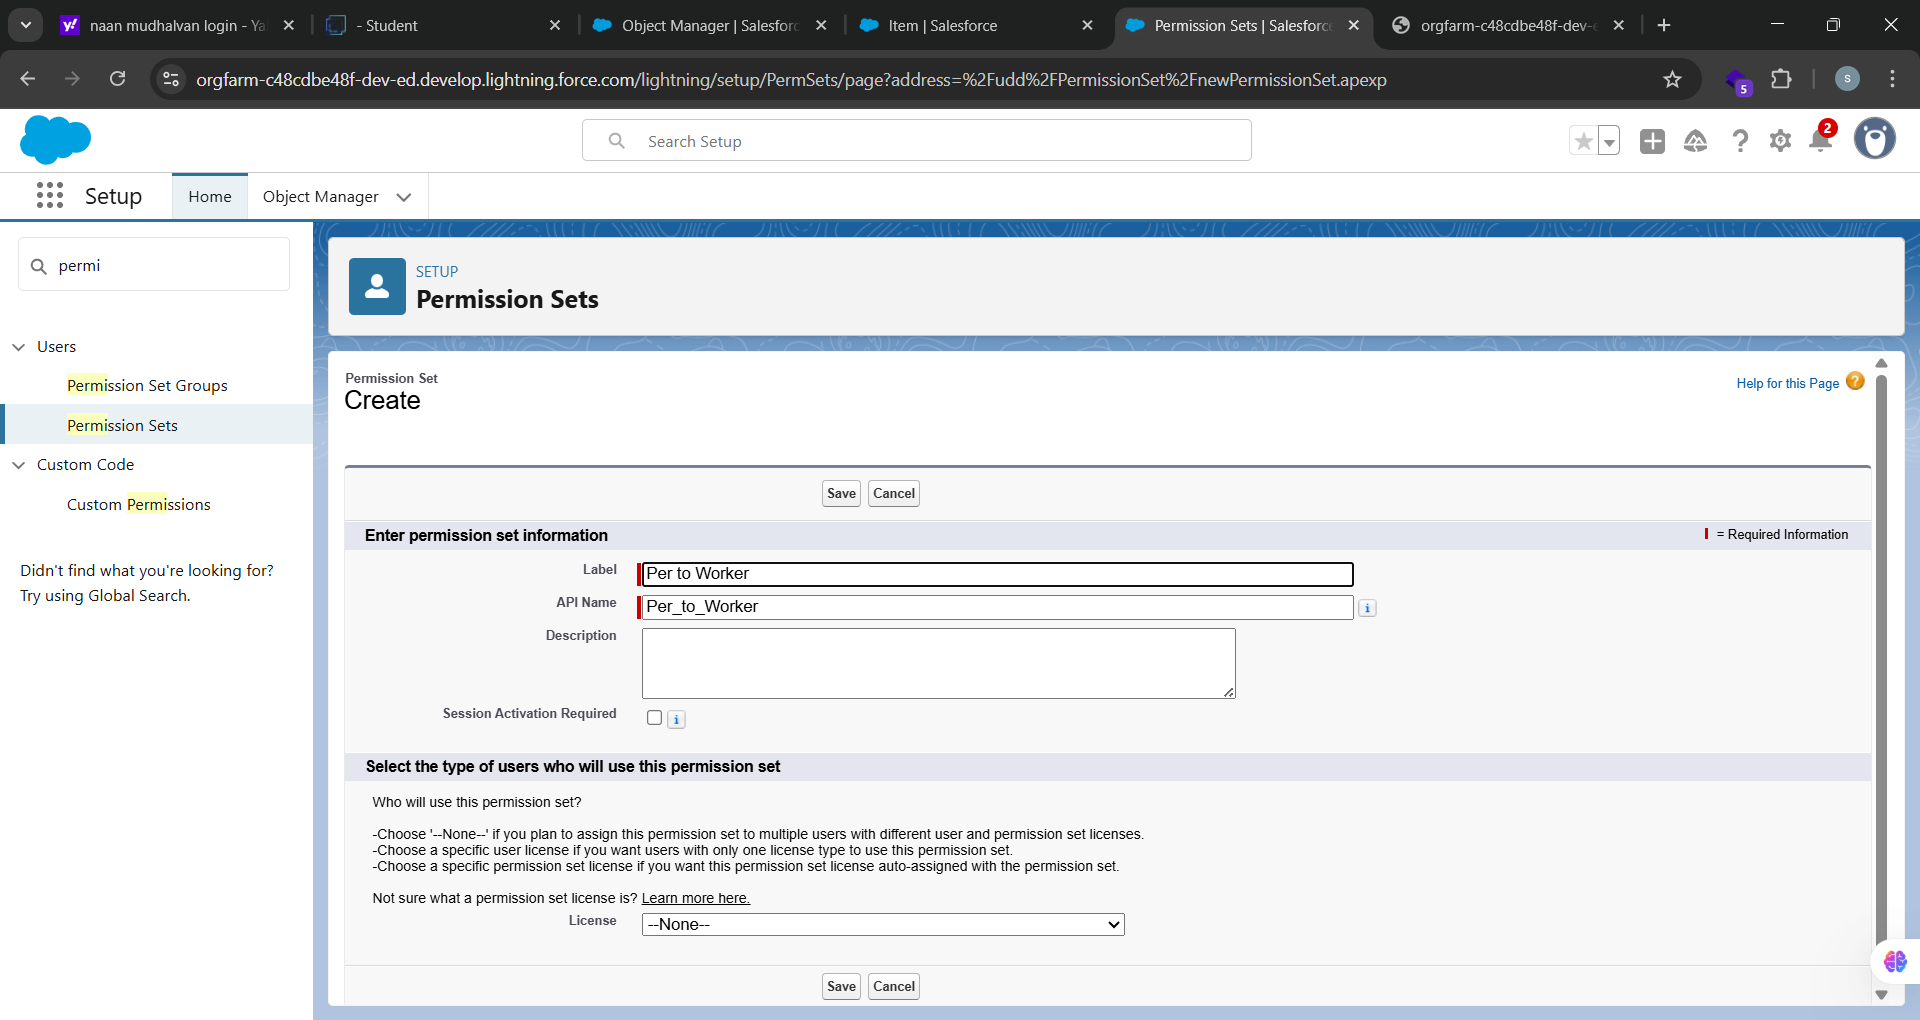 naan mudhalvan login - Ya
- Student
Object Manager | Salesforc
Item | Salesforce
Permission Sets | Salesforce
orgfarm-c48cdbe48f-dev-e
orgfarm-c48cdbe48f-dev-ed.develop.lightning.force.com/lightning/setup/PermSets/page?address=%2Fudd%2FPermissionSet%2FnewPermissionSet.apexp
5
S
Search Setup
2
Setup
Home
Object Manager
permi
Users
Permission Set Groups
Permission Sets
Custom Code
Custom Permissions
Didn't find what you're looking for?
Try using Global Search.
SETUP
Permission Sets
Permission Set
Create
Help for this Page
Save Cancel
Enter permission set information
= Required Information
Label Per to Worker
API Name Per_to_Worker
Description
Session Activation Required
Select the type of users who will use this permission set
Who will use this permission set?
-Choose '--None--' if you plan to assign this permission set to multiple users with different user and permission set licenses.
-Choose a specific user license if you want users with only one license type to use this permission set.
-Choose a specific permission set license if you want this permission set license auto-assigned with the permission set.
Not sure what a permission set license is? Learn more here.
License --None--
Save Cancel